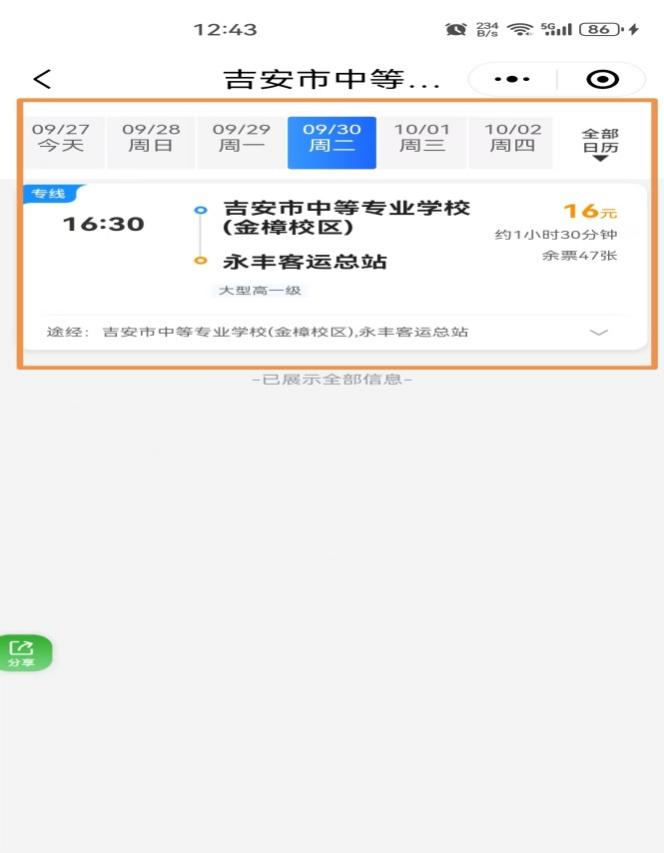 12:43
234 B/s 5G 86
吉安市中等...
09/27 09/28 09/29 09/30 10/01 10/02 全部
今天 周日 周一 周二 周三 周四 日历
专线
16:30 吉安市中等专业学校 16元
(金樟校区) 约1小时30分钟
永丰客运总站 余票47张
大型高一级
途经: 吉安市中等专业学校(金樟校区),永丰客运总站
-已展示全部信息-
分享